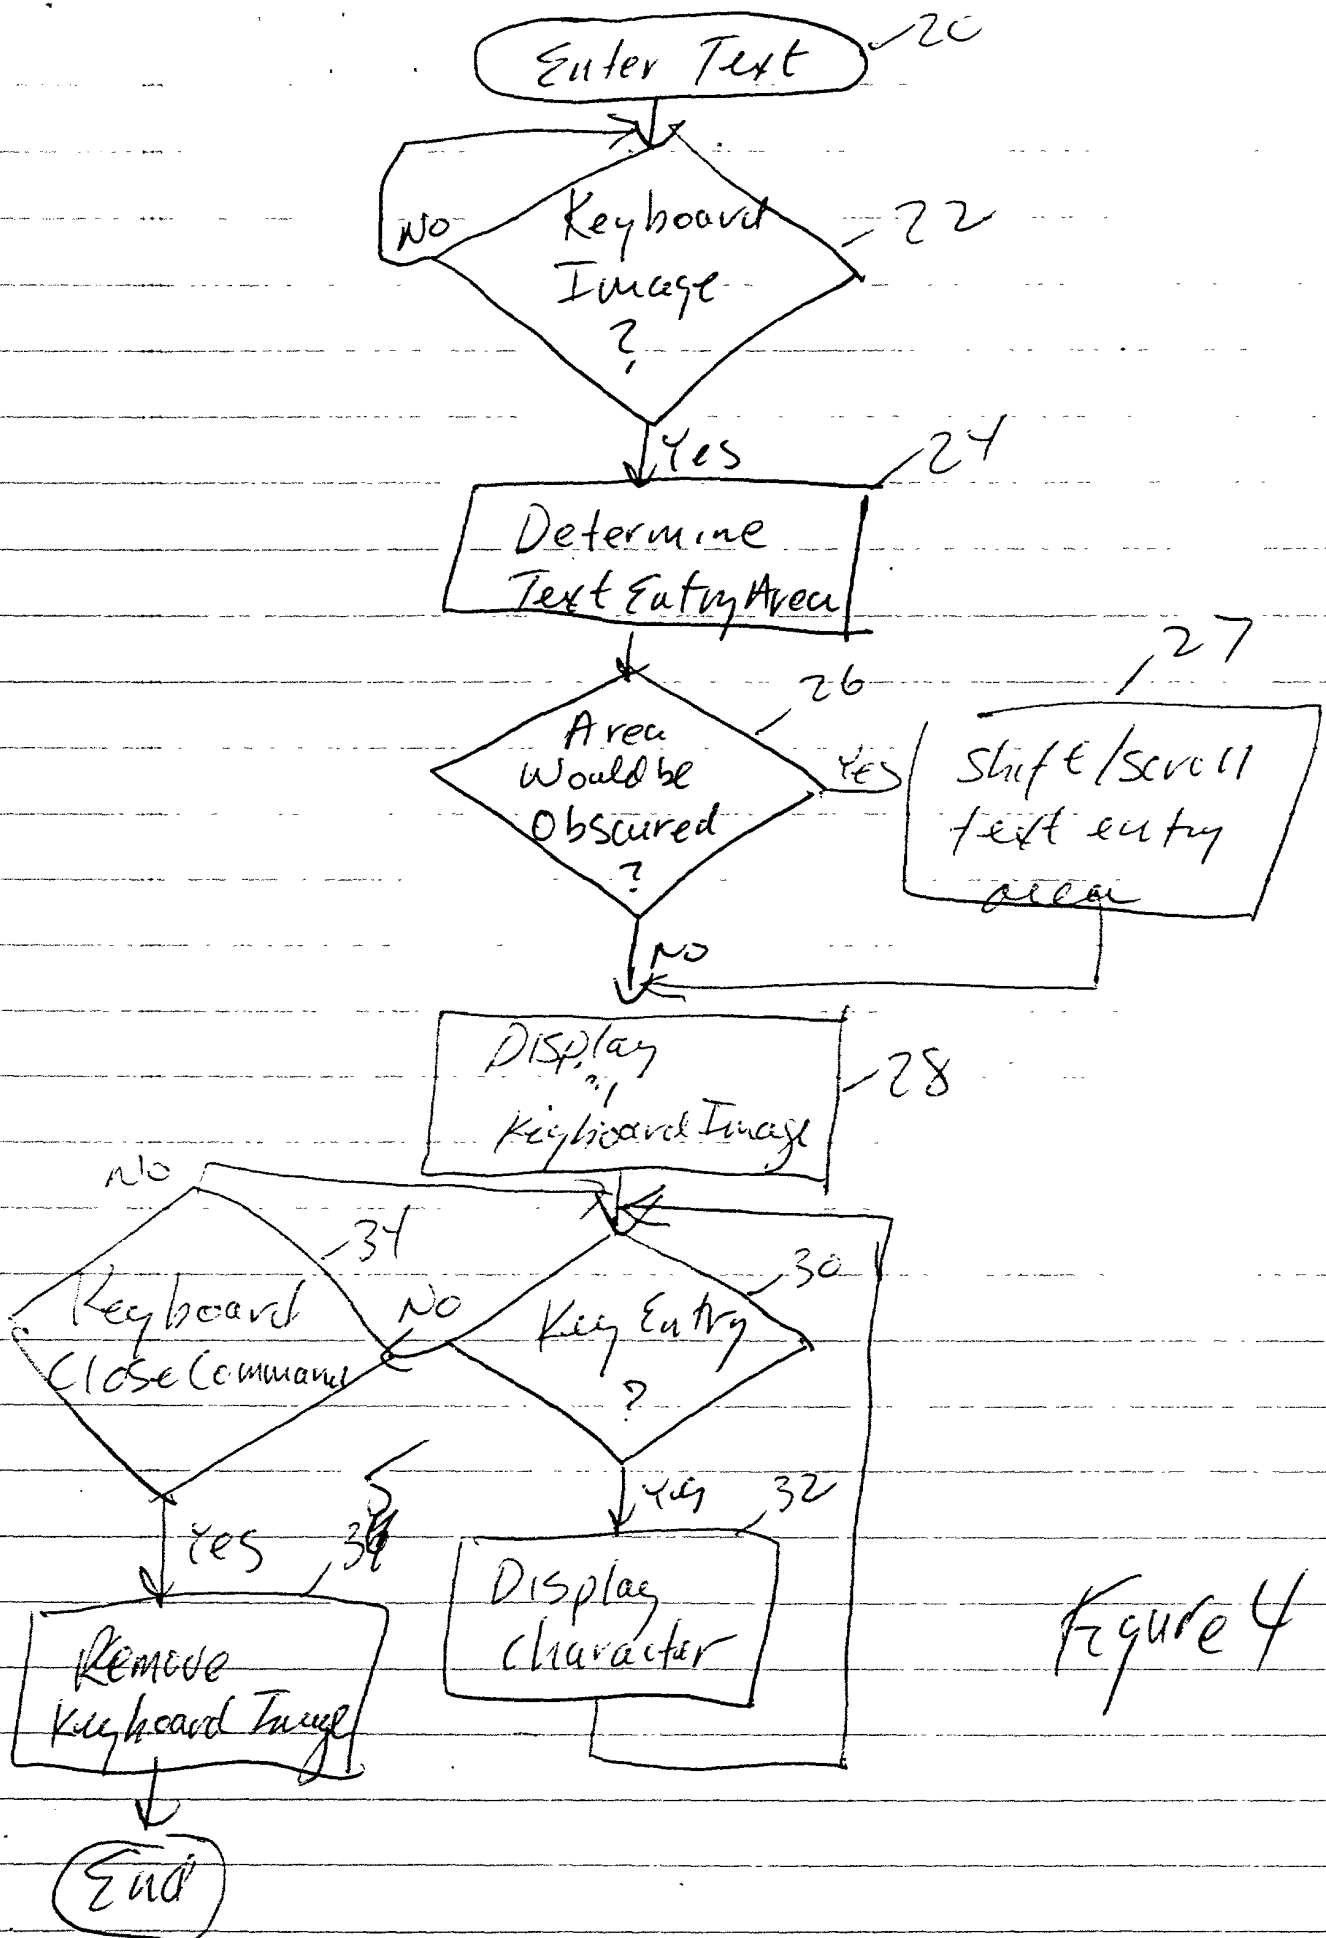 Enter Text
20
No
Keyboard
Image
?
22
Yes
24
Determine
Text Entry Area
26
27
Area
Would be
Obscured
?
Yes
Shift/scroll
text entry
area
No
Display
Keyboard Image
28
No
34
Keyboard
Close Command
No
30
Key Entry
?
Yes
32
Yes
Display
character
Remove
Keyboard Image
End
Figure 4